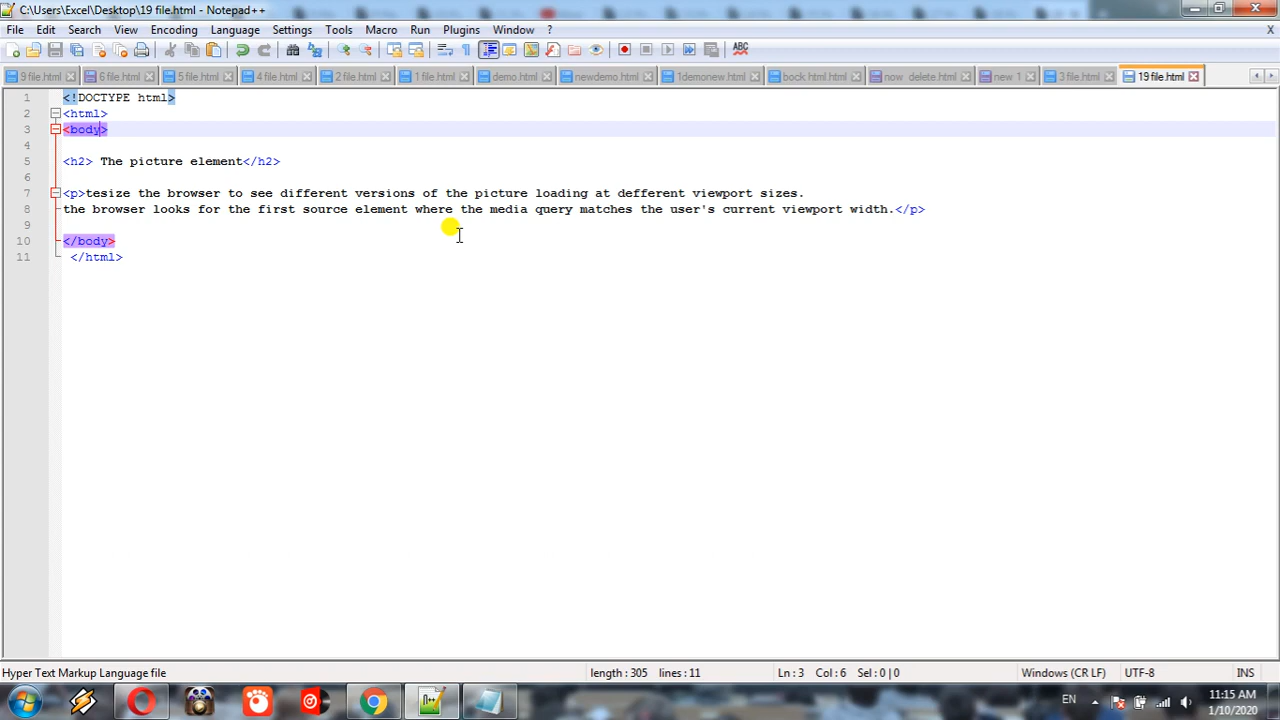 C:\Users\Excel\Desktop\19 file.html - Notepad++
File Edit Search View Encoding Language Settings Tools Macro Run Plugins Window ?
ABC
9 file.html 6 file.html 5 file.html 4 file.html 2 file.html 1 file.html demo.html newdemo.html 1demonew.html bock.html now delete.html new 1 3 file.html 19 file.html
1 <!DOCTYPE html>
2 <html>
3 <body>
4
5 <h2> The picture element</h2>
6
7 <p>tesize the browser to see different versions of the picture loading at defferent viewport sizes.
8 the browser looks for the first source element where the media query matches the user's current viewport width.</p>
9
10 </body>
11 </html>
Hyper Text Markup Language file length : 305 lines : 11 Ln : 3 Col : 6 Sel : 0 | 0 Windows (CR LF) UTF-8 INS
EN 11:15 AM
1/10/2020